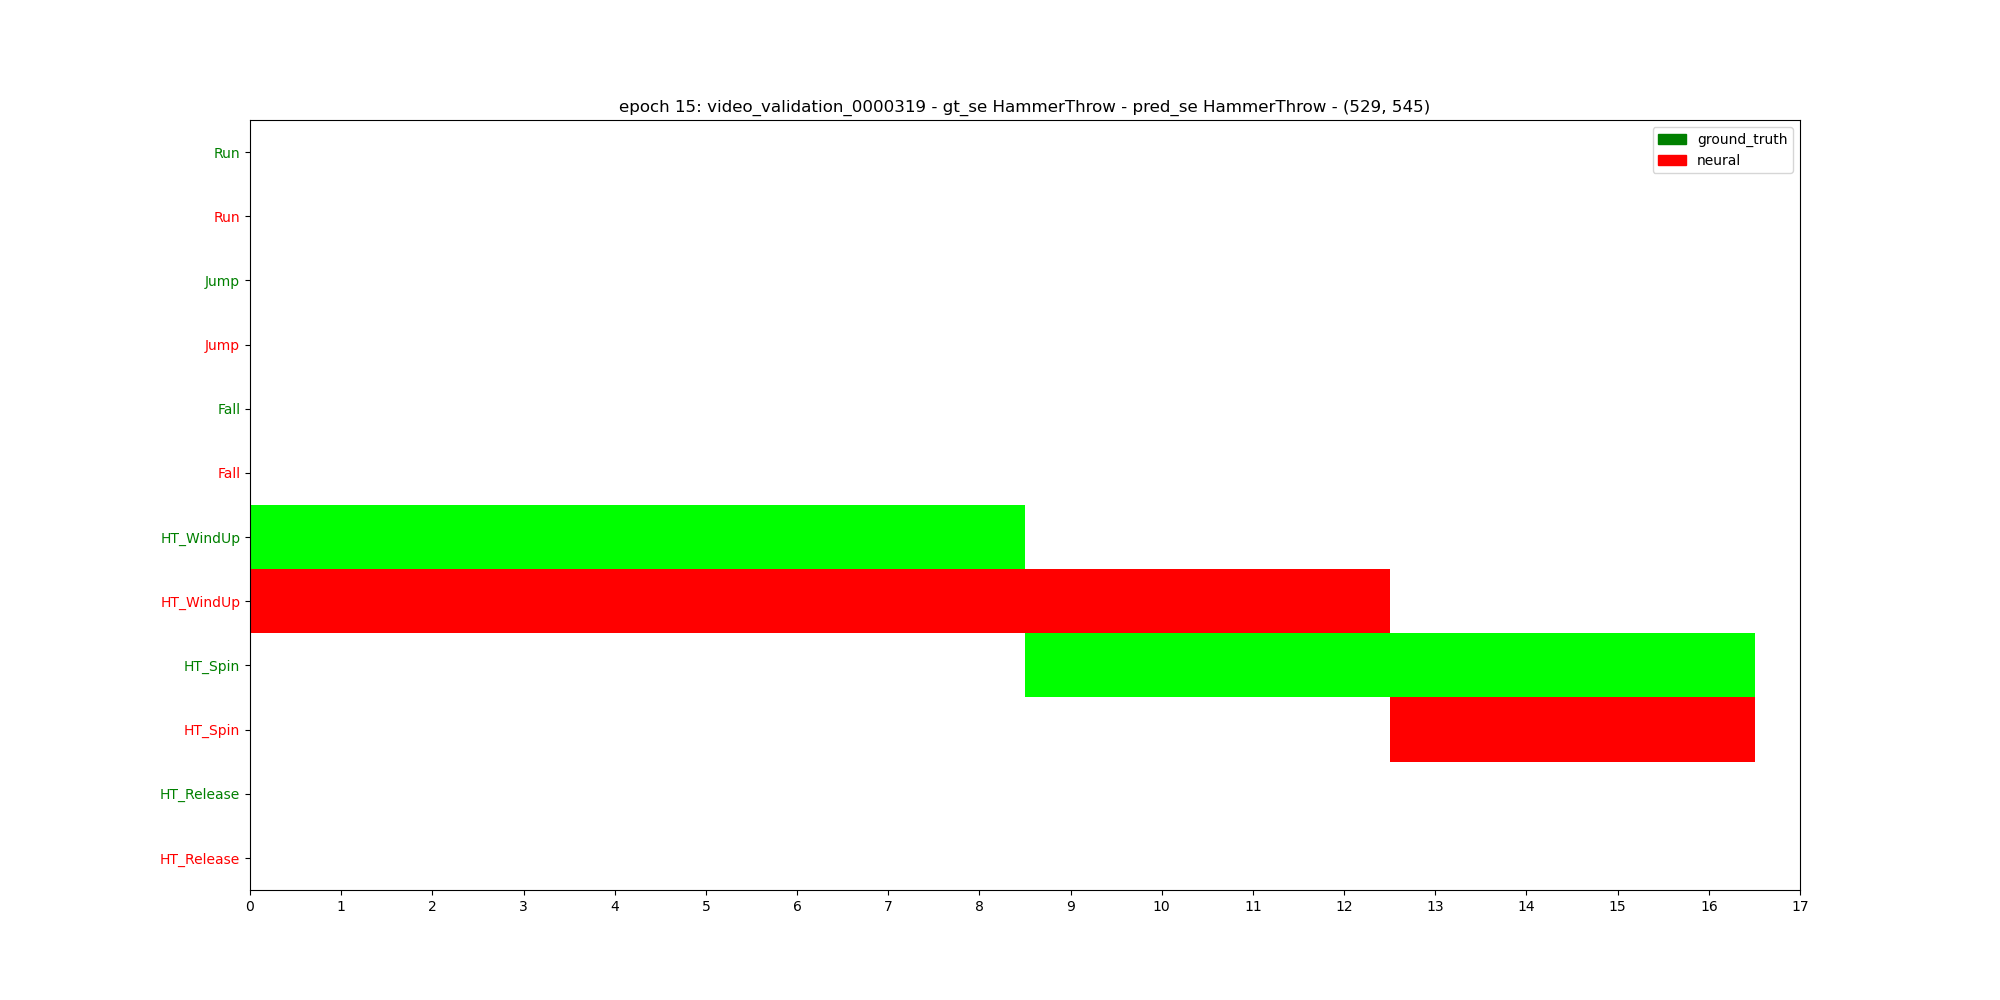 epoch 15: video_validation_0000319 - gt_se HammerThrow - pred_se HammerThrow - (529, 545)
ground_truth
neural
Run
Run
Jump
Jump
Fall
Fall
HT_WindUp
HT_WindUp
HT_Spin
HT_Spin
HT_Release
HT_Release
0 1 2 3 4 5 6 7 8 9 10 11 12 13 14 15 16 17